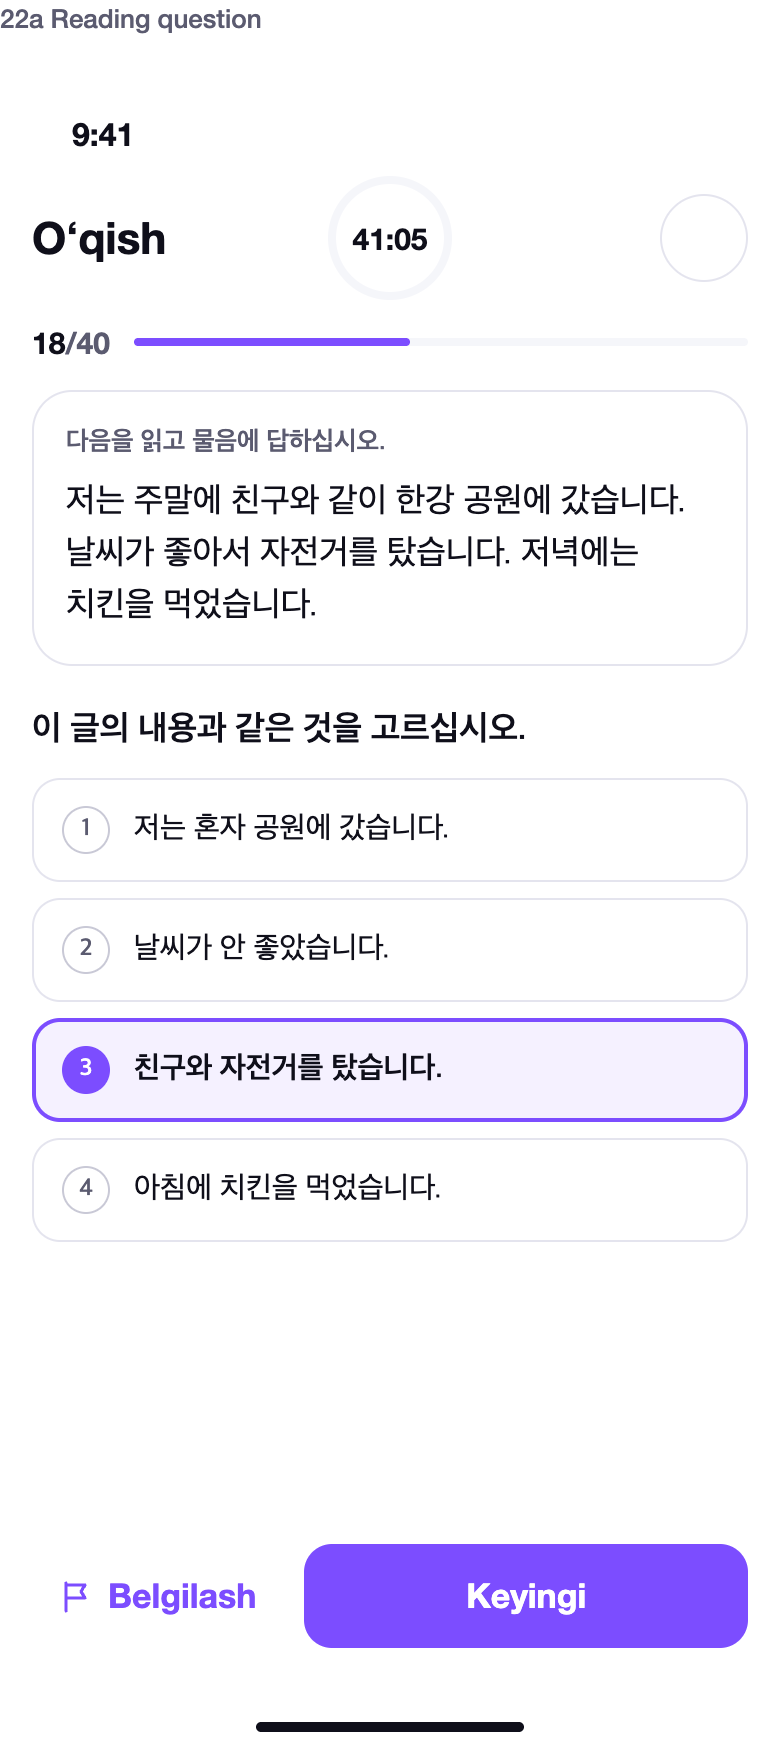 22a Reading question
9:41
Oʻqish
41:05
18/40
다음을 읽고 물음에 답하십시오.
저는 주말에 친구와 같이 한강 공원에 갔습니다.
날씨가 좋아서 자전거를 탔습니다. 저녁에는
치킨을 먹었습니다.
이 글의 내용과 같은 것을 고르십시오.
1 저는 혼자 공원에 갔습니다.
2 날씨가 안 좋았습니다.
3 친구와 자전거를 탔습니다.
4 아침에 치킨을 먹었습니다.
Belgilash
Keyingi